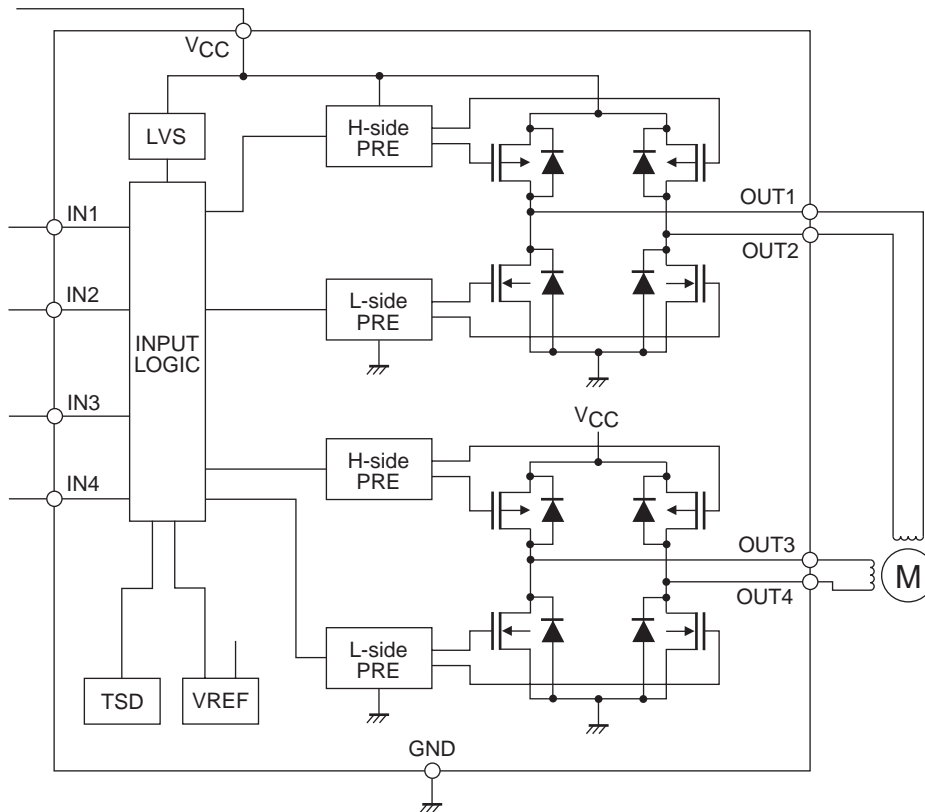 VCC
LVS
H-side
PRE
IN1
OUT1
OUT2
IN2
L-side
PRE
INPUT
LOGIC
IN3
VCC
H-side
PRE
IN4
OUT3
OUT4
M
L-side
PRE
TSD
VREF
GND